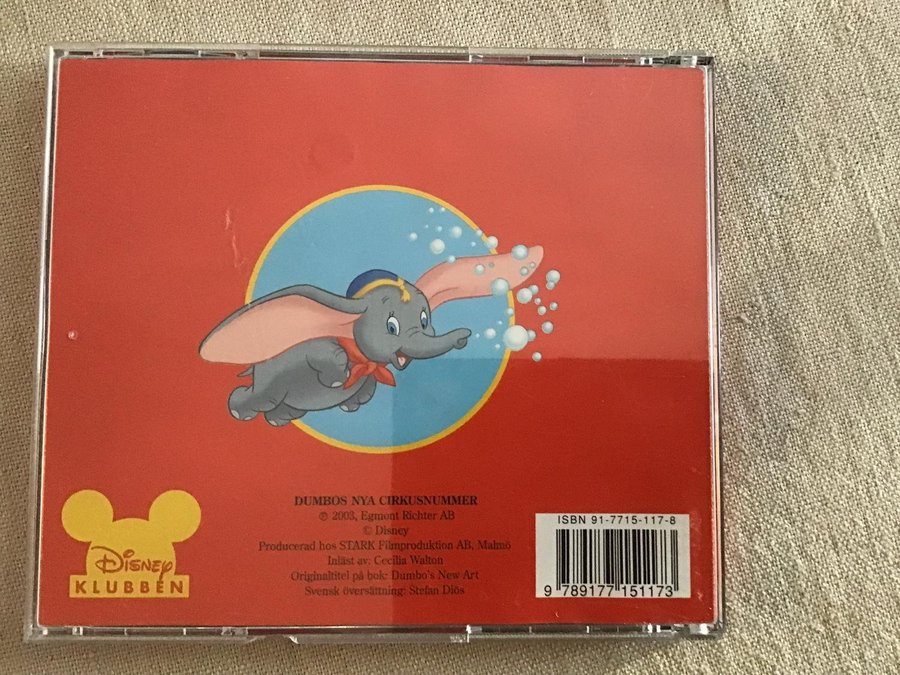 DUMBOS NYA CIRKUSNUMMER
℗ 2003, Egmont Richter AB
© Disney
Producerad hos STARK Filmproduktion AB, Malmö
Inläst av: Cecilia Walton
Originaltitel på bok: Dumbo's New Art
Svensk översättning: Stefan Diös
Disney
KLUBBEN
ISBN 91-7715-117-8
9 789177 151173